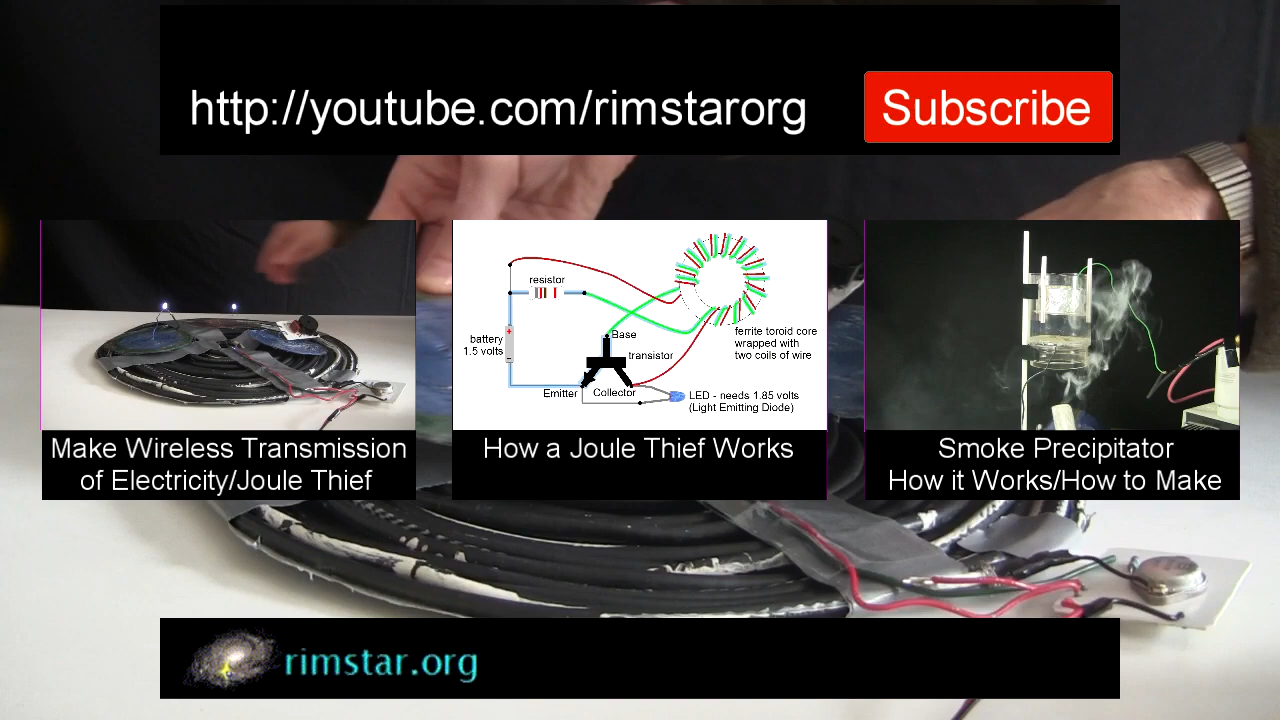 http://youtube.com/rimstarorg
Subscribe
resistor
battery
1.5 volts
Base
transistor
Emitter
Collector
ferrite toroid core
wrapped with
two coils of wire
LED - needs 1.85 volts
(Light Emitting Diode)
Make Wireless Transmission
of Electricity/Joule Thief
How a Joule Thief Works
Smoke Precipitator
How it Works/How to Make
rimstar.org